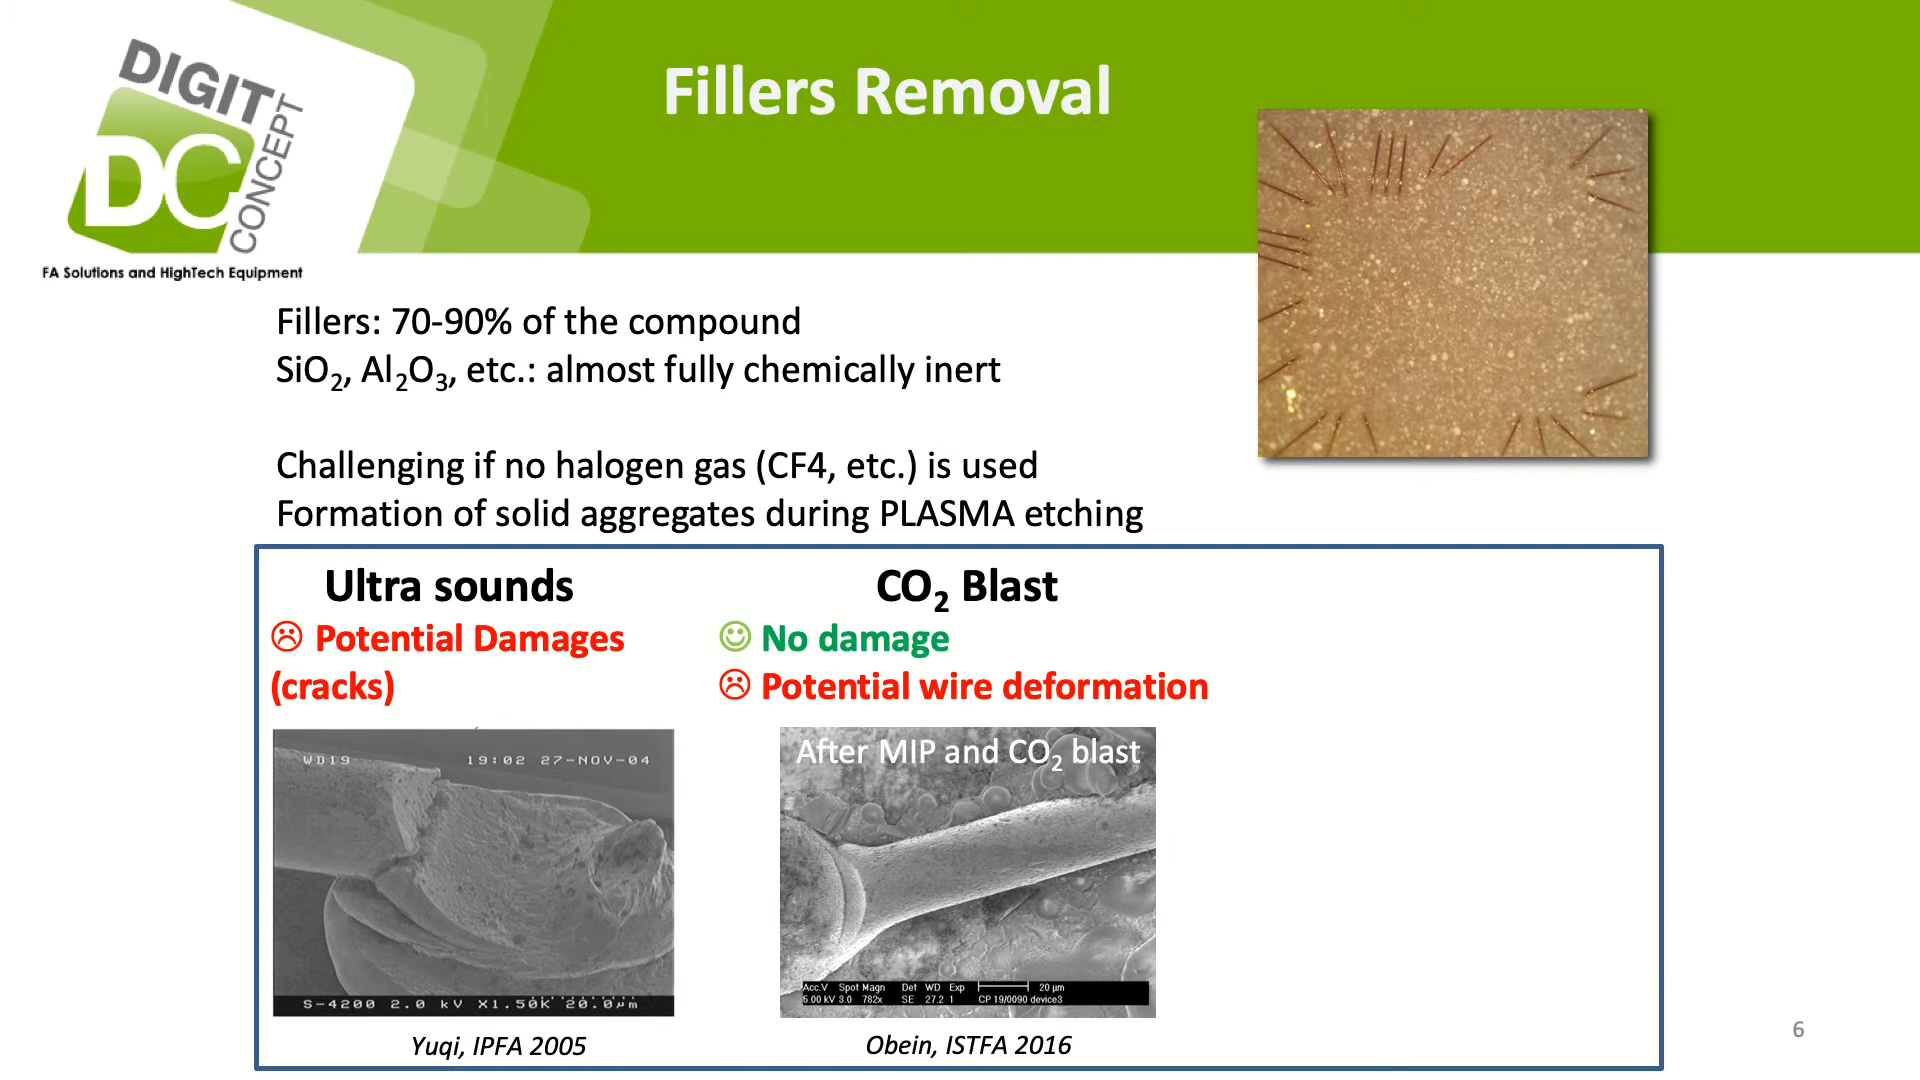 DIGIT
CONCEPT
DC
FA Solutions and HighTech Equipment
Fillers Removal
Fillers: 70-90% of the compound
SiO₂, Al₂O₃, etc.: almost fully chemically inert
Challenging if no halogen gas (CF4, etc.) is used
Formation of solid aggregates during PLASMA etching
Ultra sounds
☹ Potential Damages
(cracks)
WD19 19:02 27-NOV-04
S-4200 2.0 kV X1.50K 20.0µm
Yuqi, IPFA 2005
CO₂ Blast
☺ No damage
☹ Potential wire deformation
After MIP and CO₂ blast
Acc.V Spot Magn Det WD Exp 20 µm
5.00 kV 3.0 782x SE 27.2 1 CP 19/0090 device3
Obein, ISTFA 2016
6